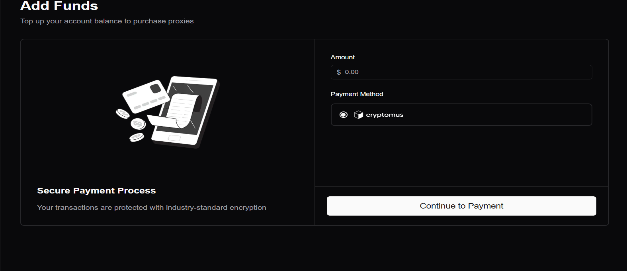 Add Funds
Top up your account balance to purchase proxies
Amount
$ 0.00
Payment Method
cryptomus
Secure Payment Process
Your transactions are protected with industry-standard encryption
Continue to Payment